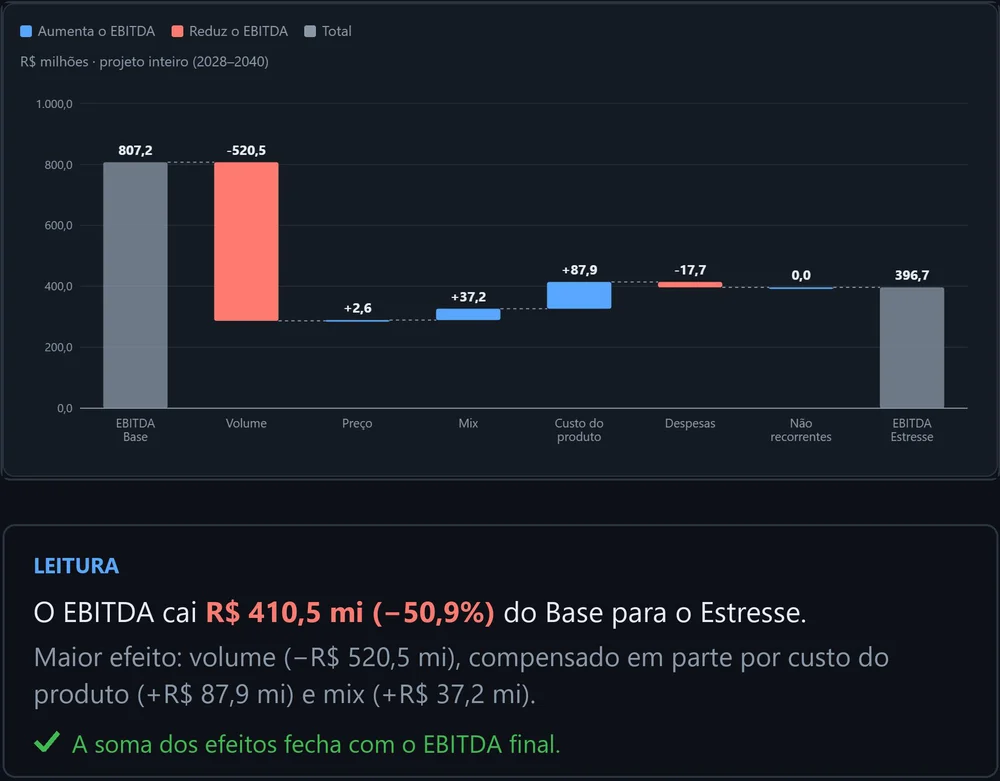 Aumenta o EBITDA Reduz o EBITDA Total
R$ milhões · projeto inteiro (2028–2040)
1.000,0
800,0
600,0
400,0
200,0
0,0
807,2
-520,5
+2,6
+37,2
+87,9
-17,7
0,0
396,7
EBITDA
Base
Volume
Preço
Mix
Custo do
produto
Despesas
Não
recorrentes
EBITDA
Estresse
LEITURA
O EBITDA cai R$ 410,5 mi (−50,9%) do Base para o Estresse.
Maior efeito: volume (−R$ 520,5 mi), compensado em parte por custo do
produto (+R$ 87,9 mi) e mix (+R$ 37,2 mi).
✓ A soma dos efeitos fecha com o EBITDA final.